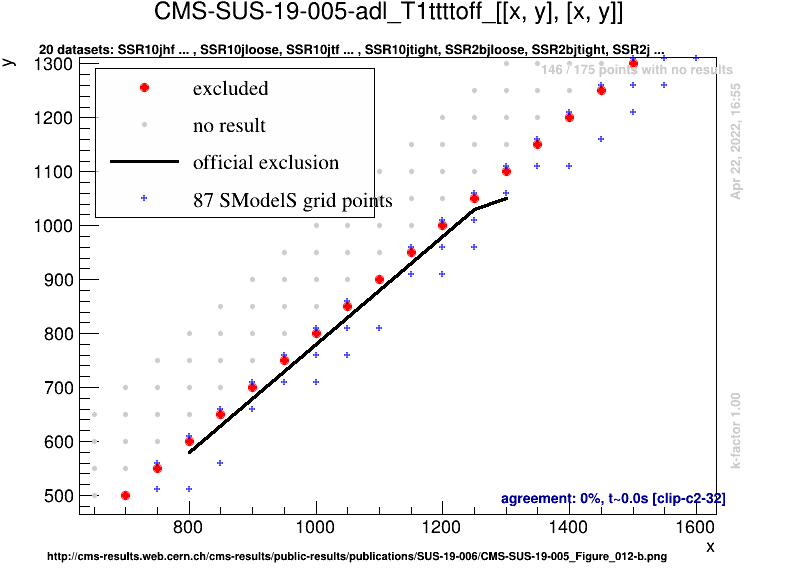 CMS-SUS-19-005-adl_T1ttttoff_[[x, y], [x, y]]
20 datasets: SSR10jhf ... , SSR10jloose, SSR10jtf ... , SSR10jtight, SSR2bjloose, SSR2bjtight, SSR2j ...
y
1300
1200
1100
1000
900
800
700
600
500
146 / 175 points with no results
excluded
no result
official exclusion
87 SModelS grid points
Apr 22, 2022, 16:55
k-factor 1.00
agreement: 0%, t~0.0s [clip-c2-32]
800 1000 1200 1400 1600
x
http://cms-results.web.cern.ch/cms-results/public-results/publications/SUS-19-006/CMS-SUS-19-005_Figure_012-b.png